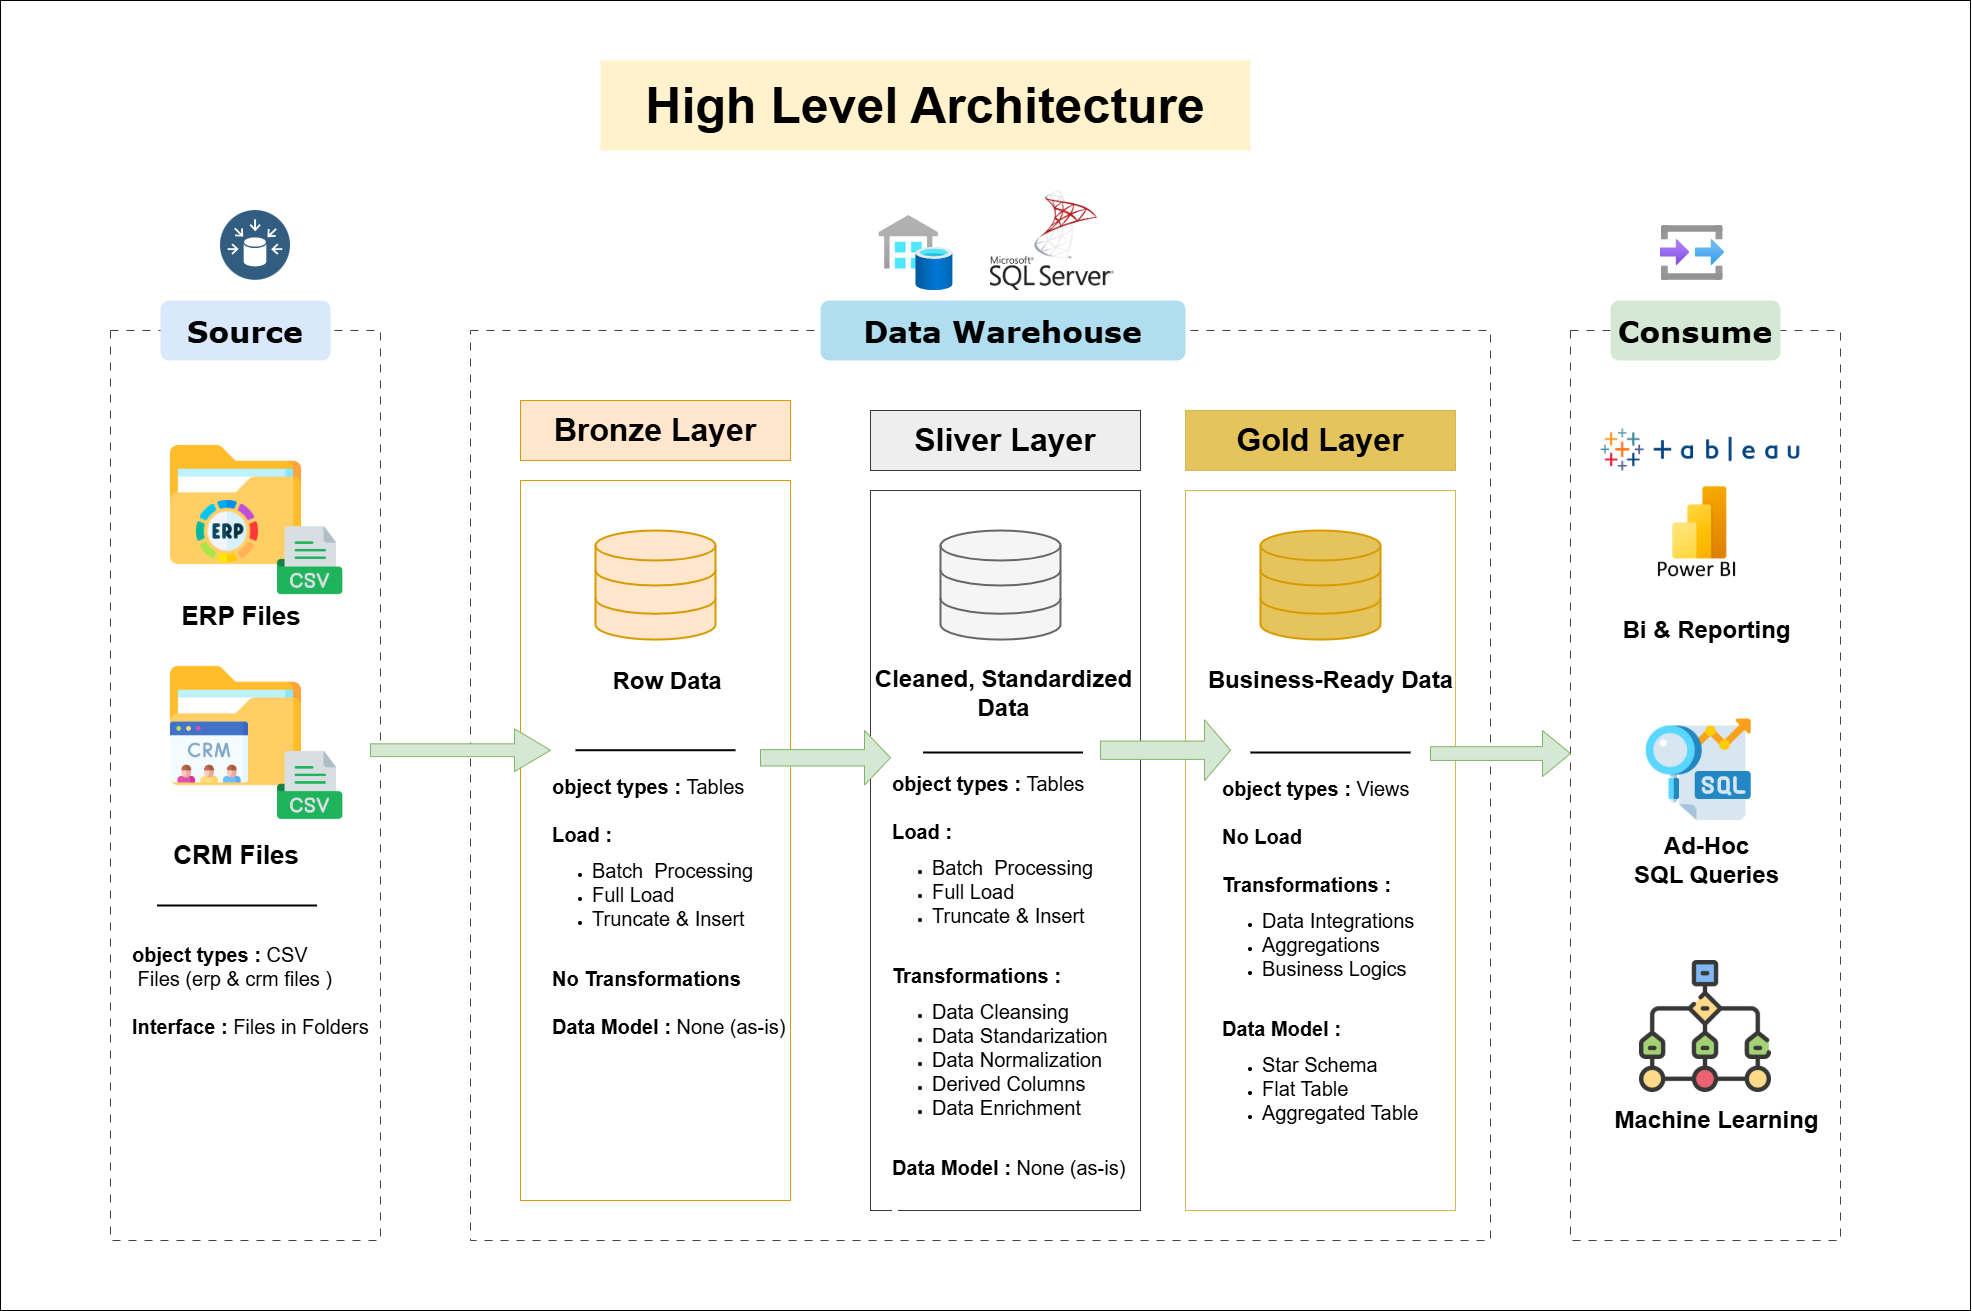 High Level Architecture
Microsoft®
SQL Server
Source
Data Warehouse
Consume
ERP
CSV
ERP Files
CRM
CSV
CRM Files
object types : CSV
Files (erp & crm files )
Interface : Files in Folders
Bronze Layer
Row Data
object types : Tables
Load :
• Batch  Processing
• Full Load
• Truncate & Insert
No Transformations
Data Model : None (as-is)
Sliver Layer
Cleaned, Standardized
Data
object types : Tables
Load :
• Batch  Processing
• Full Load
• Truncate & Insert
Transformations :
• Data Cleansing
• Data Standarization
• Data Normalization
• Derived Columns
• Data Enrichment
Data Model : None (as-is)
Gold Layer
Business-Ready Data
object types : Views
No Load
Transformations :
• Data Integrations
• Aggregations
• Business Logics
Data Model :
• Star Schema
• Flat Table
• Aggregated Table
+ableau
Power BI
Bi & Reporting
SQL
Ad-Hoc
SQL Queries
Machine Learning